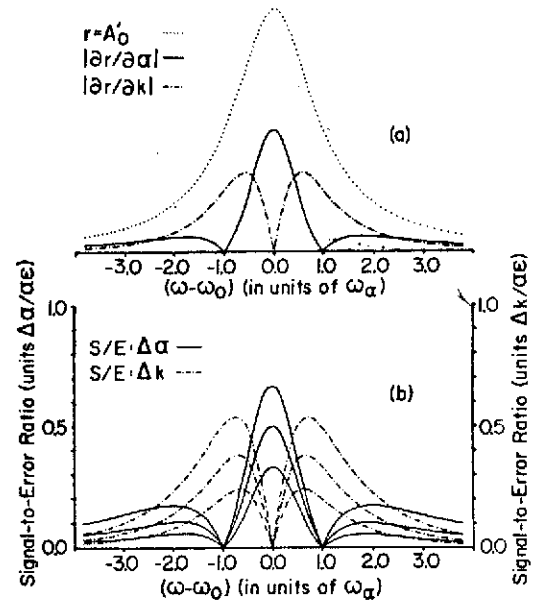 r=A'₀
|∂r/∂α|
|∂r/∂k|
(a)
-3.0 -2.0 -1.0 0.0 1.0 2.0 3.0
(ω-ω₀) (in units of ω_α)
Signal-to-Error Ratio (units Δα/αε)
1.0
0.5
0.0
S/E: Δα
S/E: Δk
(b)
1.0
0.5
0.0
Signal-to-Error Ratio (units Δk/αε)
-3.0 -2.0 -1.0 0.0 1.0 2.0 3.0
(ω-ω₀) (in units of ω_α)